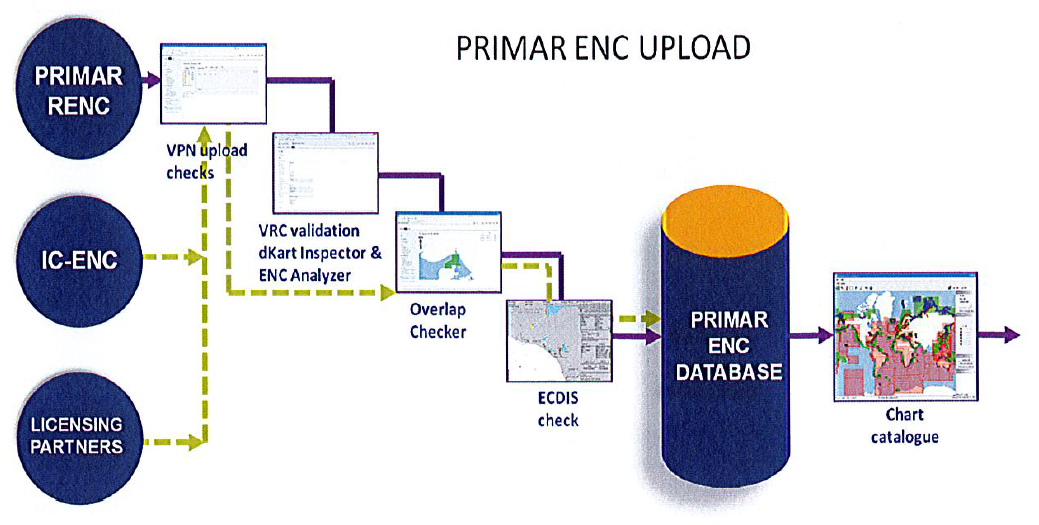 PRIMAR ENC UPLOAD
PRIMAR
RENC
VPN upload
checks
IC-ENC
VRC validation
dKart Inspector &
ENC Analyzer
Overlap
Checker
LICENSING
PARTNERS
ECDIS
check
PRIMAR
ENC
DATABASE
Chart
catalogue